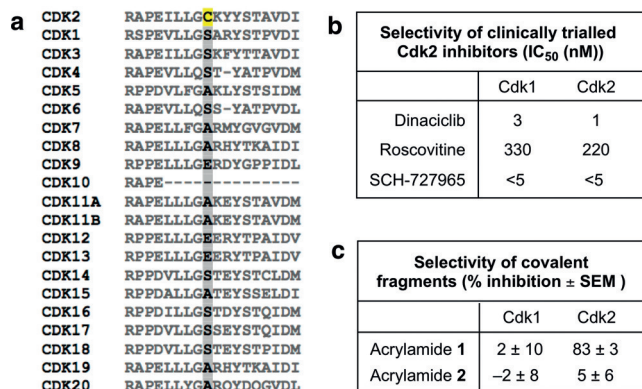 a
CDK2 RAPEILLGCKYYSTAVDI
CDK1 RSPEVLLGSARYSTPVDI
CDK3 RAPEILLGSKFYTTAVDI
CDK4 RAPEVLLQST-YATPVDM
CDK5 RPPDVLFGAKLYSTSIDM
CDK6 RAPEVLLQSS-YATPVDL
CDK7 RAPELLFGARMYGVGVDM
CDK8 RAPELLLGARHYTKAIDI
CDK9 RPPELLLGERDYGPPIDL
CDK10 RAPE--------------
CDK11A RAPELLLGAKEYSTAVDM
CDK11B RAPELLLGAKEYSTAVDM
CDK12 RPPELLLGEERYTPAIDV
CDK13 RPPELLLGEERYTPAIDV
CDK14 RPPDVLLGSTEYSTCLDM
CDK15 RPPDALLGATEYSSELDI
CDK16 RPPDILLGSTDYSTQIDM
CDK17 RPPDVLLGSSEYSTQIDM
CDK18 RPPDVLLGSTEYSTPIDM
CDK19 RAPELLLGARHYTKAIDI
CDK20 RAPELLYGARQYDQGVDL
b
Selectivity of clinically trialled
Cdk2 inhibitors (IC50 (nM))
Cdk1 Cdk2
Dinaciclib 3 1
Roscovitine 330 220
SCH-727965 <5 <5
c
Selectivity of covalent
fragments (% inhibition ± SEM )
Cdk1 Cdk2
Acrylamide 1 2 ± 10 83 ± 3
Acrylamide 2 –2 ± 8 5 ± 6